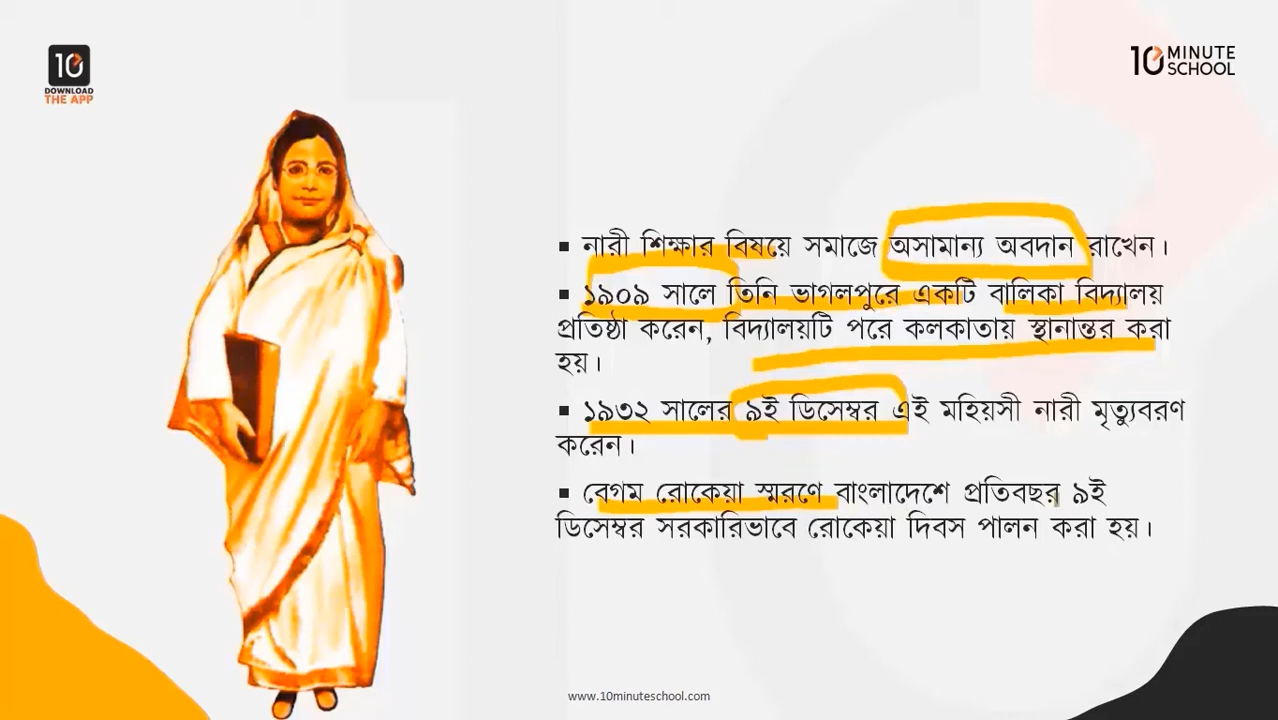 10
DOWNLOAD
THE APP
10 MINUTE
SCHOOL
▪ নারী শিক্ষার বিষয়ে সমাজে অসামান্য অবদান রাখেন।
▪ ১৯০৯ সালে তিনি ভাগলপুরে একটি বালিকা বিদ্যালয়
প্রতিষ্ঠা করেন, বিদ্যালয়টি পরে কলকাতায় স্থানান্তর করা
হয়।
▪ ১৯৩২ সালের ৯ই ডিসেম্বর এই মহিয়সী নারী মৃত্যুবরণ
করেন।
▪ বেগম রোকেয়া স্মরণে বাংলাদেশে প্রতিবছর ৯ই
ডিসেম্বর সরকারিভাবে রোকেয়া দিবস পালন করা হয়।
www.10minuteschool.com